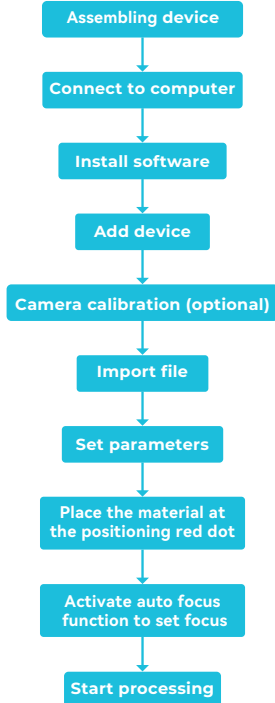 Assembling device
Connect to computer
Install software
Add device
Camera calibration (optional)
Import file
Set parameters
Place the material at
the positioning red dot
Activate auto focus
function to set focus
Start processing